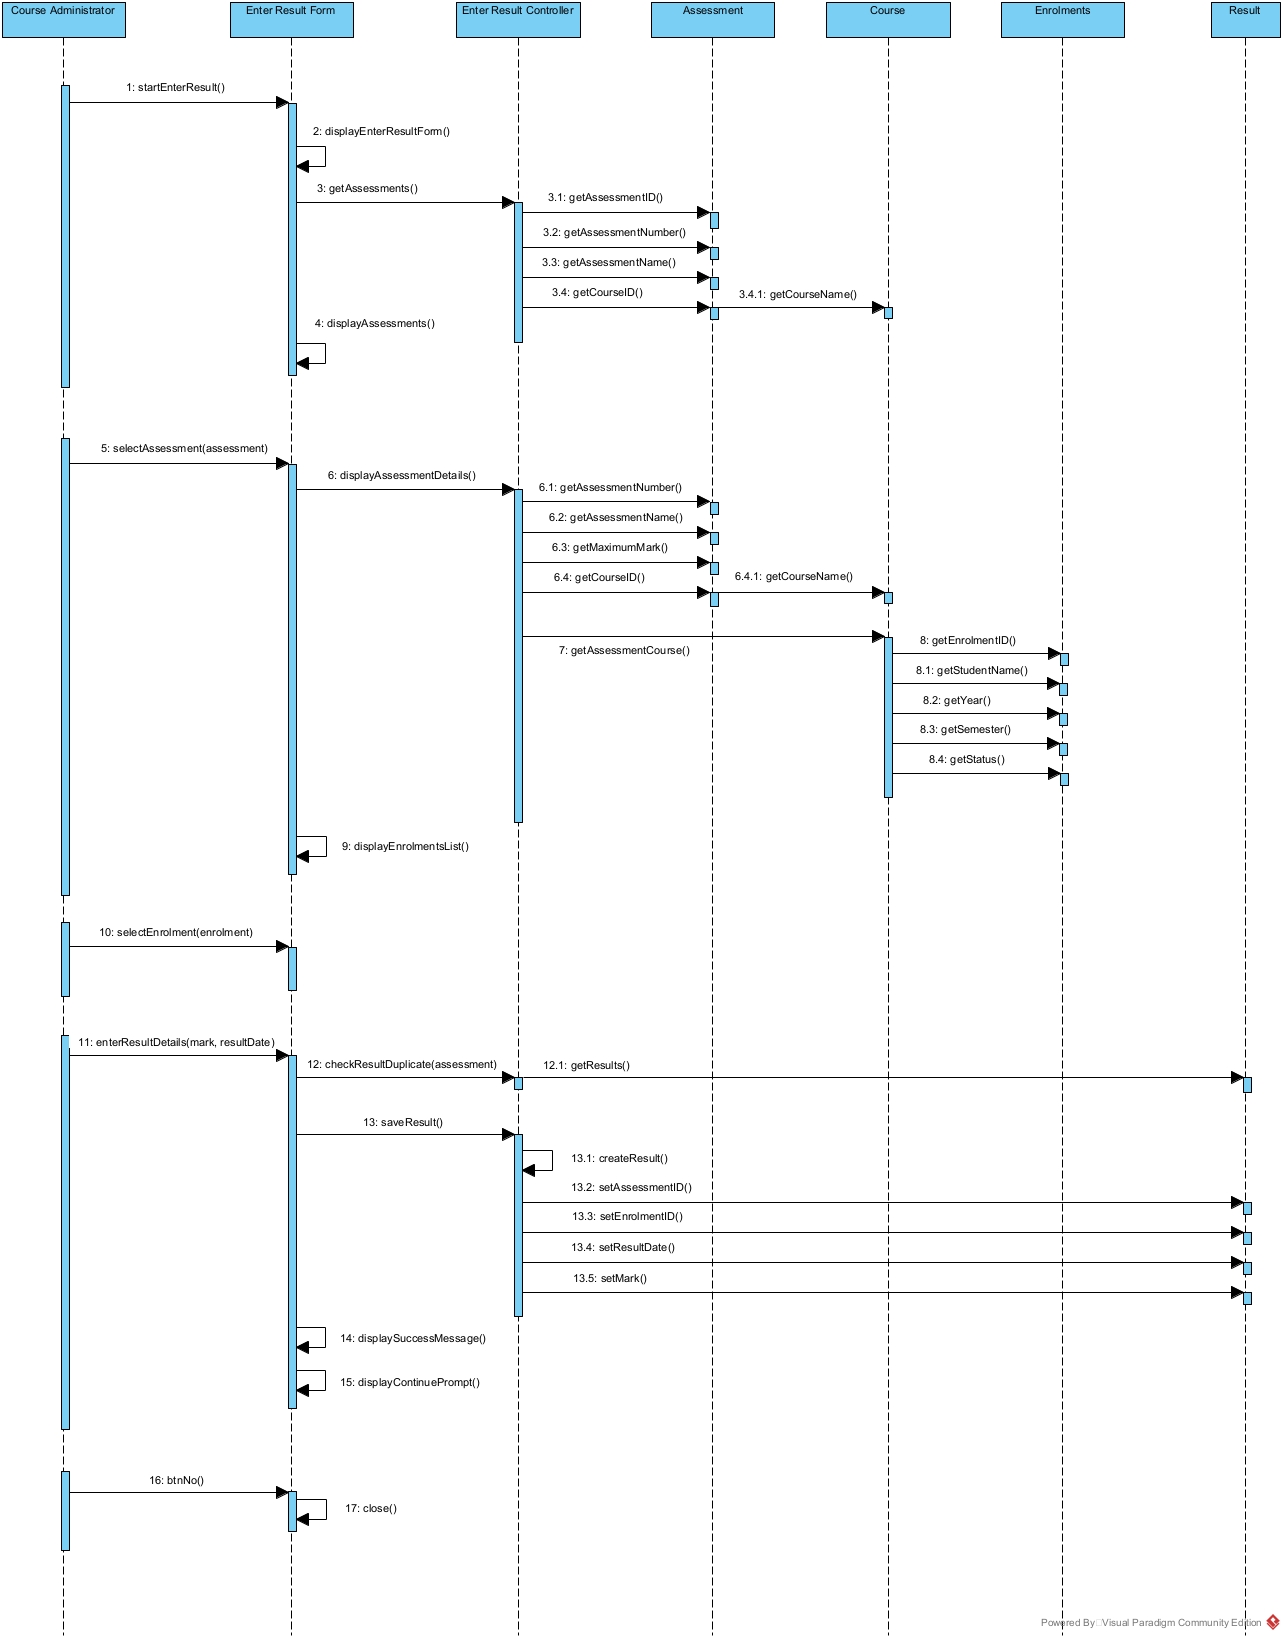 Course Administrator
Enter Result Form
Enter Result Controller
Assessment
Course
Enrolments
Result
1: startEnterResult()
2: displayEnterResultForm()
3: getAssessments()
3.1: getAssessmentID()
3.2: getAssessmentNumber()
3.3: getAssessmentName()
3.4: getCourseID()
3.4.1: getCourseName()
4: displayAssessments()
5: selectAssessment(assessment)
6: displayAssessmentDetails()
6.1: getAssessmentNumber()
6.2: getAssessmentName()
6.3: getMaximumMark()
6.4: getCourseID()
6.4.1: getCourseName()
7: getAssessmentCourse()
8: getEnrolmentID()
8.1: getStudentName()
8.2: getYear()
8.3: getSemester()
8.4: getStatus()
9: displayEnrolmentsList()
10: selectEnrolment(enrolment)
11: enterResultDetails(mark, resultDate)
12: checkResultDuplicate(assessment)
12.1: getResults()
13: saveResult()
13.1: createResult()
13.2: setAssessmentID()
13.3: setEnrolmentID()
13.4: setResultDate()
13.5: setMark()
14: displaySuccessMessage()
15: displayContinuePrompt()
16: btnNo()
17: close()
Powered By Visual Paradigm Community Edition